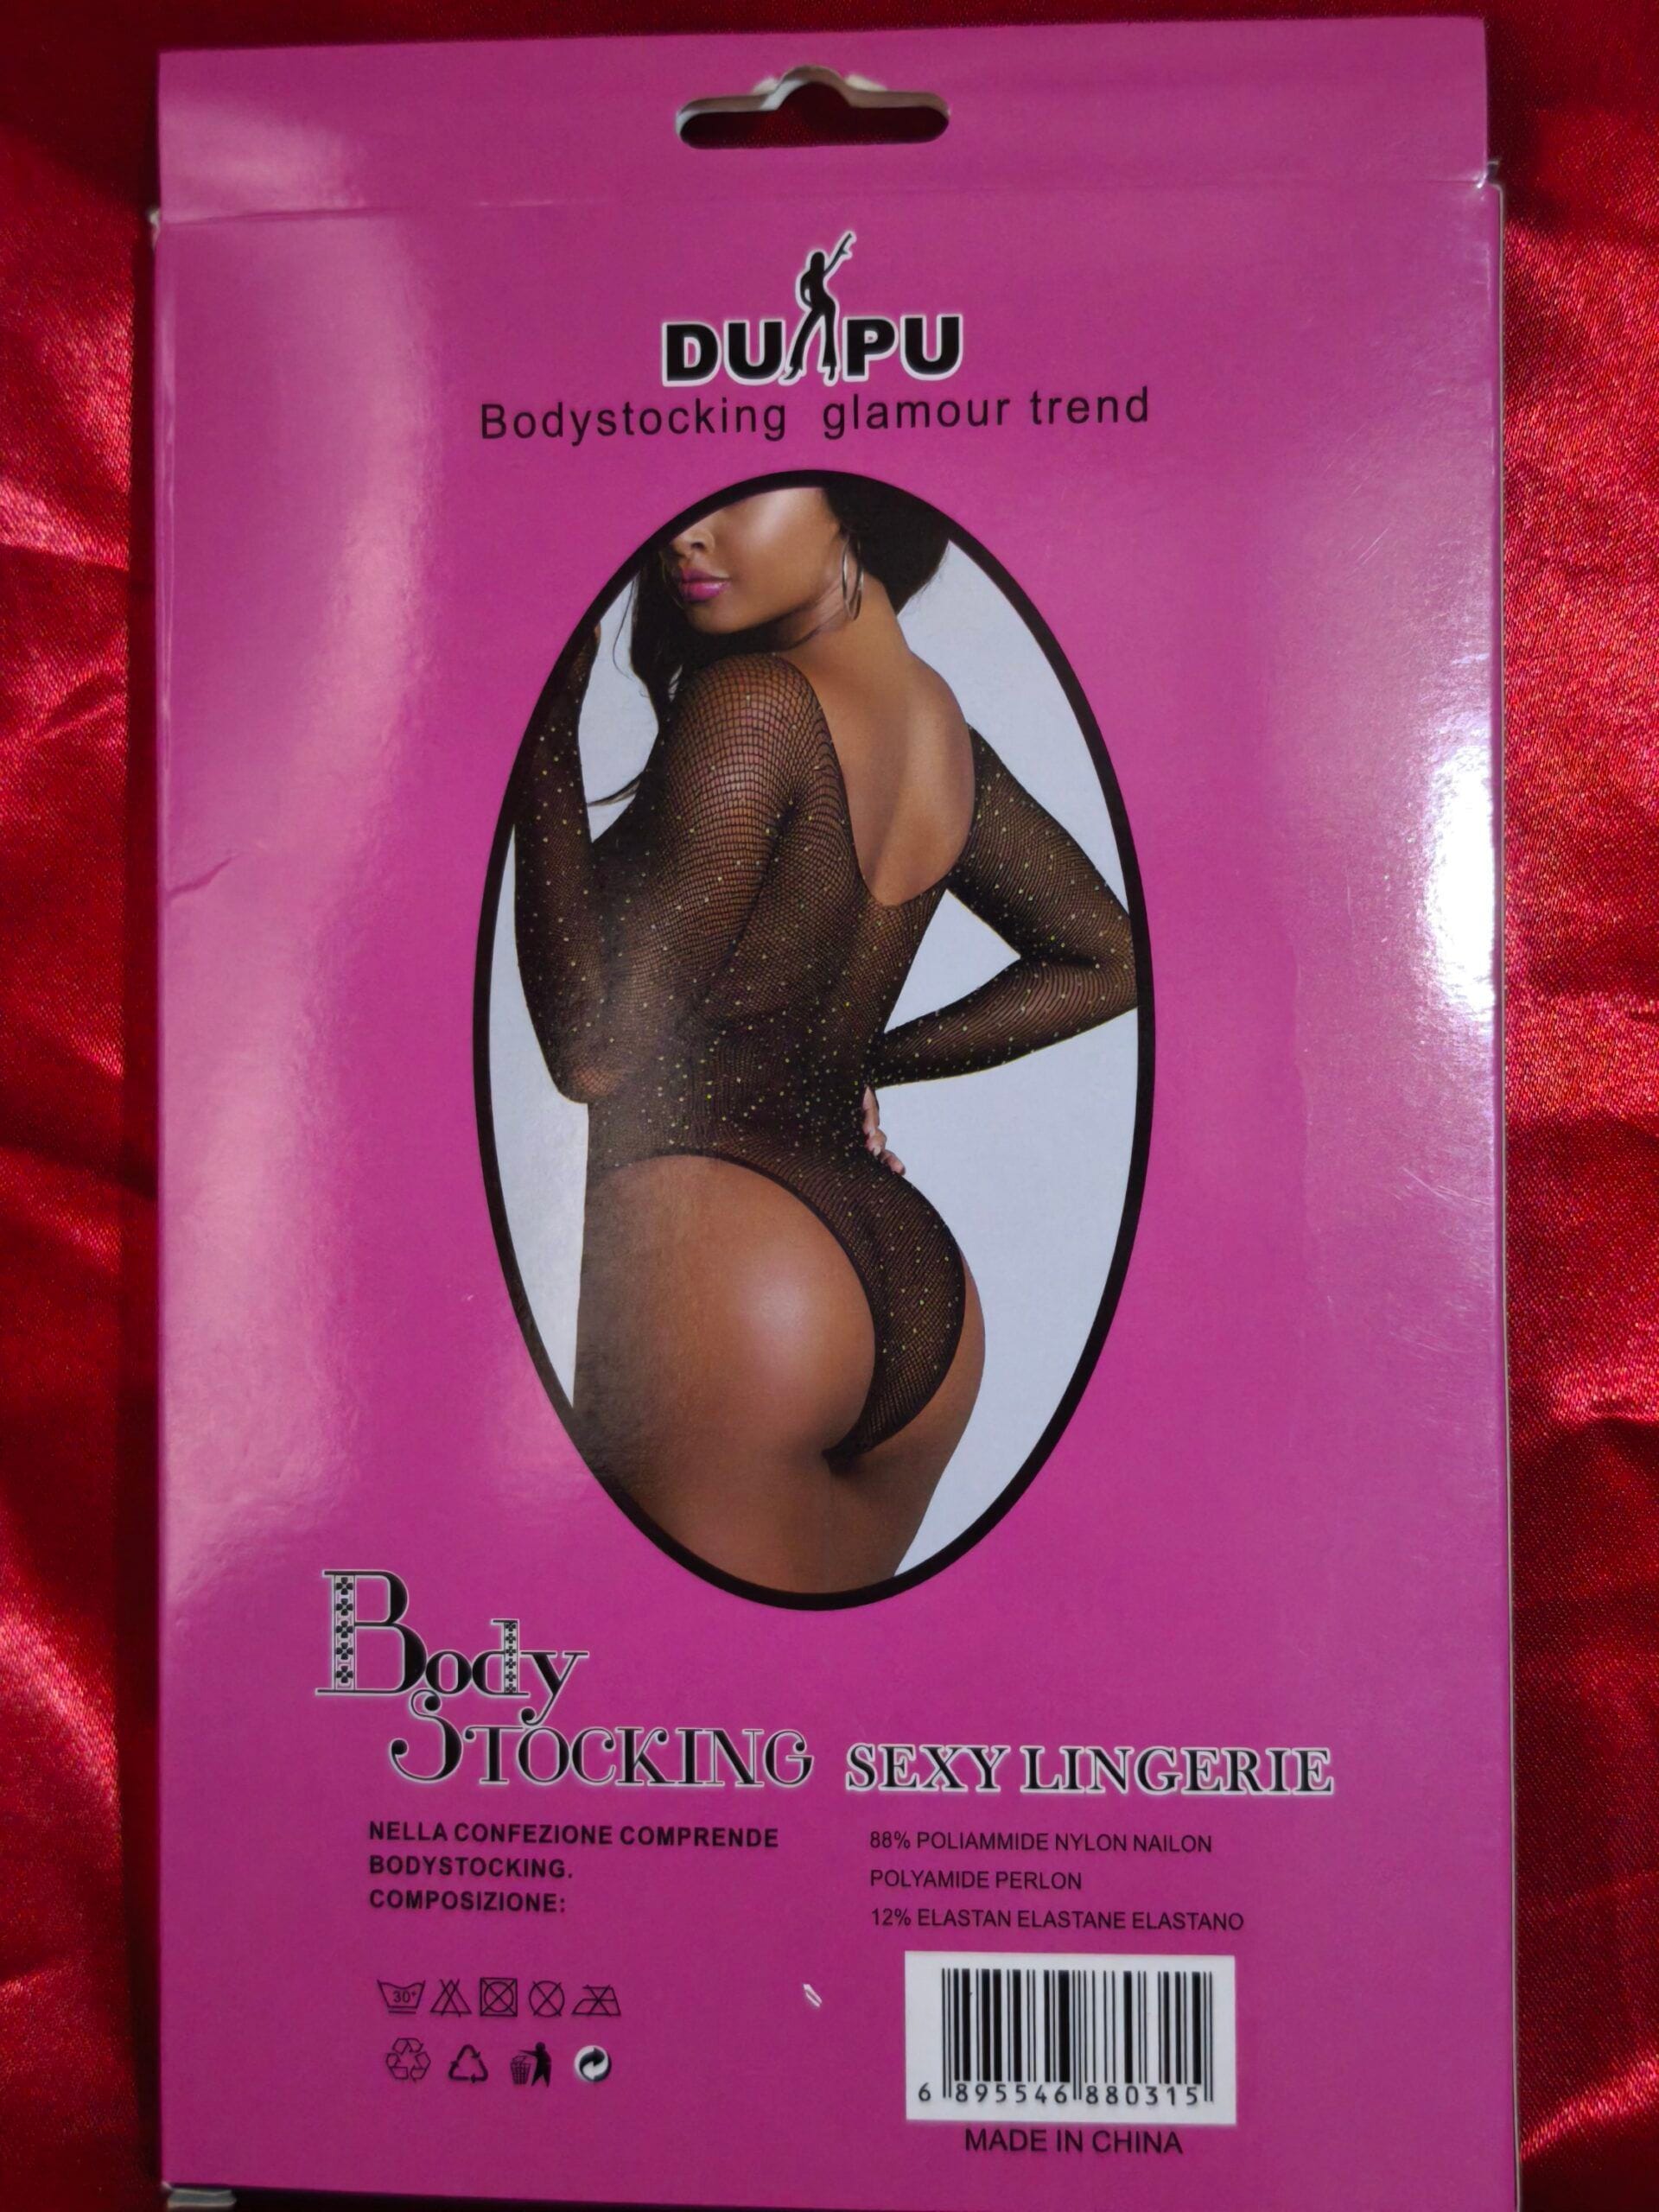 DUAPU
Bodystocking glamour trend
Body
STOCKING SEXY LINGERIE
NELLA CONFEZIONE COMPRENDE
BODYSTOCKING.
COMPOSIZIONE:
88% POLIAMMIDE NYLON NAILON
POLYAMIDE PERLON
12% ELASTAN ELASTANE ELASTANO
30°
6 895546 880315
MADE IN CHINA